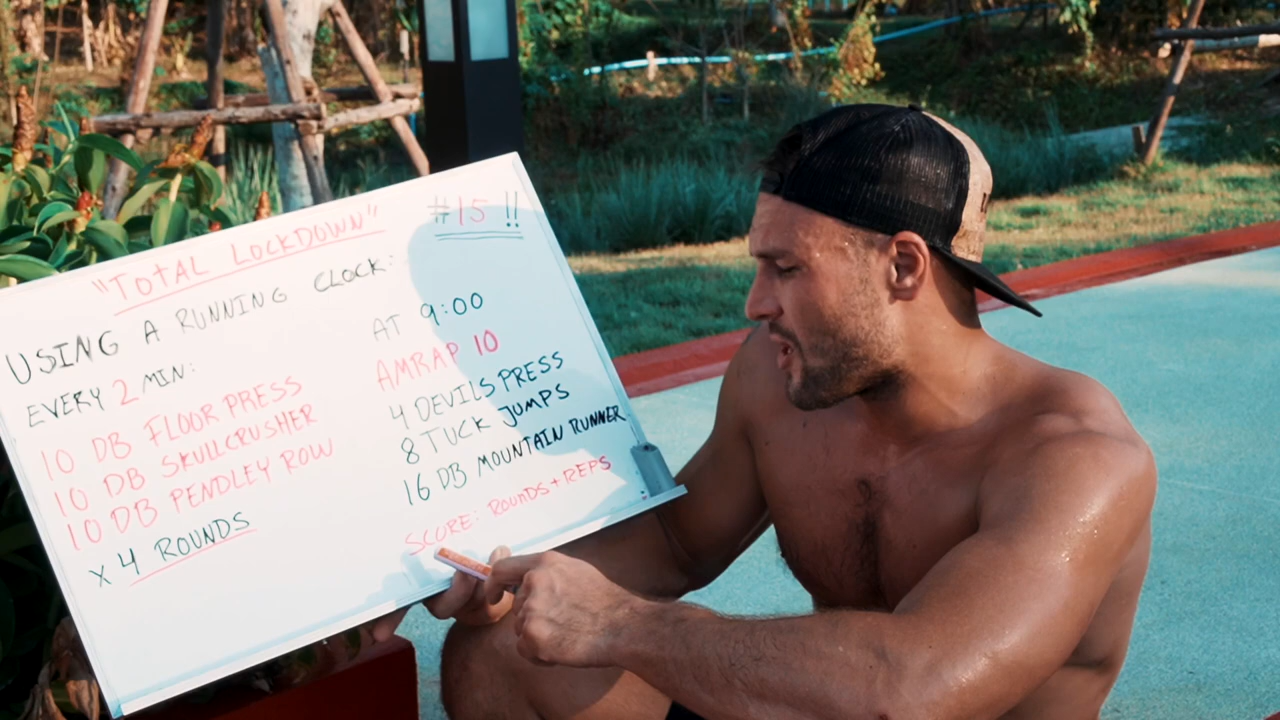 "TOTAL LOCKDOWN"
#15 !!
USING A RUNNING CLOCK:
EVERY 2 MIN:
10 DB FLOOR PRESS
10 DB SKULLCRUSHER
10 DB PENDLEY ROW
x 4 ROUNDS
AT 9:00
AMRAP 10
4 DEVILS PRESS
8 TUCK JUMPS
16 DB MOUNTAIN RUNNER
SCORE: ROUNDS+REPS